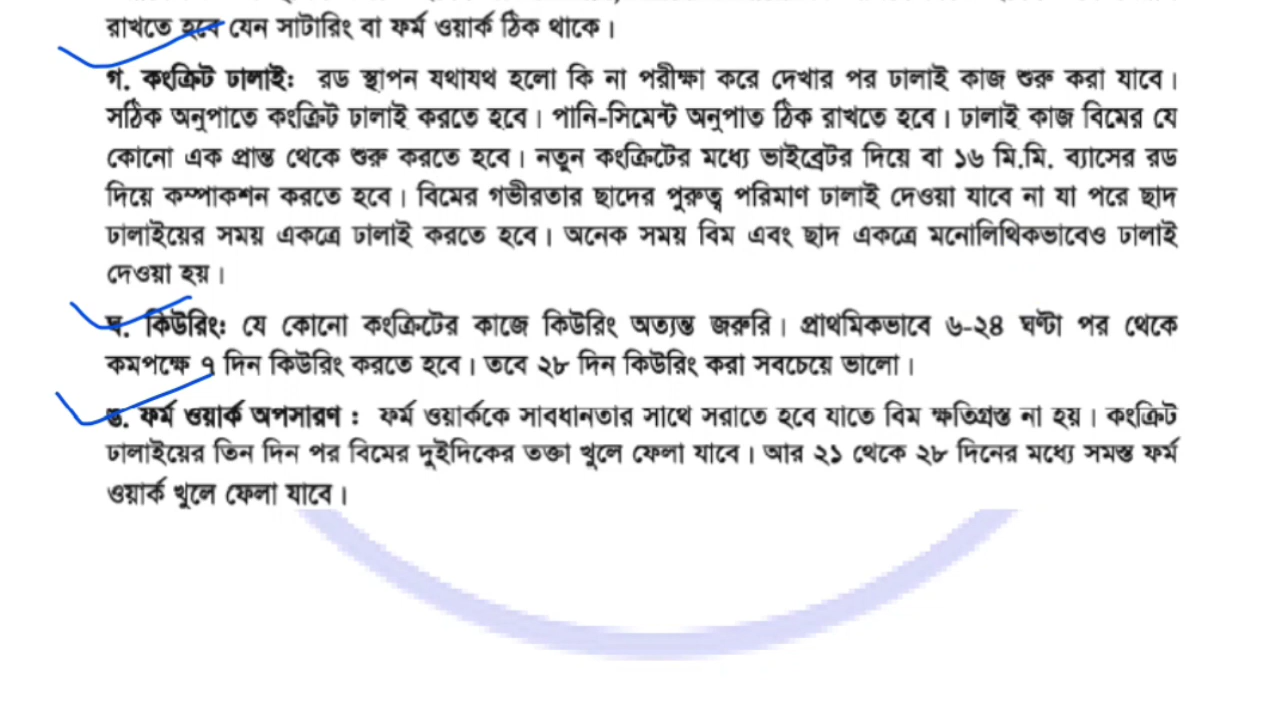 রাখতে হবে যেন সাটারিং বা ফর্ম ওয়ার্ক ঠিক থাকে।
গ. কংক্রিট ঢালাই: রড স্থাপন যথাযথ হলো কি না পরীক্ষা করে দেখার পর ঢালাই কাজ শুরু করা যাবে।
সঠিক অনুপাতে কংক্রিট ঢালাই করতে হবে। পানি-সিমেন্ট অনুপাত ঠিক রাখতে হবে। ঢালাই কাজ বিমের যে
কোনো এক প্রান্ত থেকে শুরু করতে হবে। নতুন কংক্রিটের মধ্যে ভাইব্রেটর দিয়ে বা ১৬ মি.মি. ব্যাসের রড
দিয়ে কম্পাকশন করতে হবে। বিমের গভীরতার ছাদের পুরুত্ব পরিমাণ ঢালাই দেওয়া যাবে না যা পরে ছাদ
ঢালাইয়ের সময় একত্রে ঢালাই করতে হবে। অনেক সময় বিম এবং ছাদ একত্রে মনোলিথিকভাবেও ঢালাই
দেওয়া হয়।
ঘ. কিউরিং: যে কোনো কংক্রিটের কাজে কিউরিং অত্যন্ত জরুরি। প্রাথমিকভাবে ৬-২৪ ঘণ্টা পর থেকে
কমপক্ষে ৭ দিন কিউরিং করতে হবে। তবে ২৮ দিন কিউরিং করা সবচেয়ে ভালো।
ঙ. ফর্ম ওয়ার্ক অপসারণ : ফর্ম ওয়ার্ককে সাবধানতার সাথে সরাতে হবে যাতে বিম ক্ষতিগ্রস্ত না হয়। কংক্রিট
ঢালাইয়ের তিন দিন পর বিমের দুইদিকের তক্তা খুলে ফেলা যাবে। আর ২১ থেকে ২৮ দিনের মধ্যে সমস্ত ফর্ম
ওয়ার্ক খুলে ফেলা যাবে।